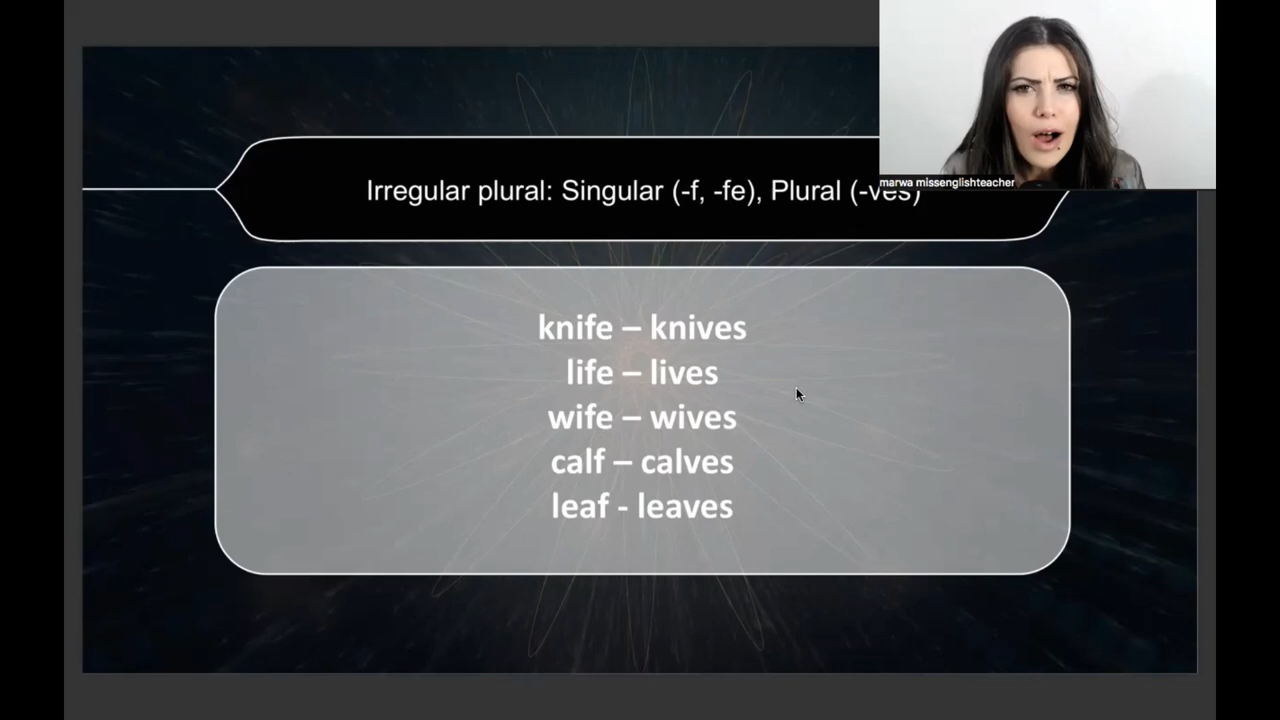 marwa missenglishteacher
Irregular plural: Singular (-f, -fe), Plural (-ves)
knife – knives
life – lives
wife – wives
calf – calves
leaf - leaves